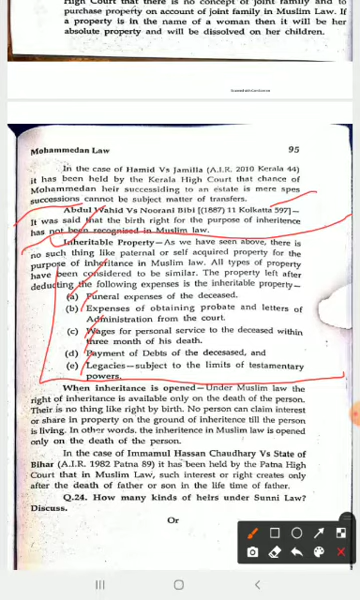 High Court that there is no concept of joint family and to
purchase property on account of joint family in Muslim Law. If
a property is in the name of a woman then it will be her
absolute property and will be dissolved on her children.
Mohammedan Law 95
In the case of Hamid Vs Jamilla (A.I.R. 2010 Kerala 44)
it has been held by the Kerala High Court that chance of
Mohammedan heir successiding to an estate is mere spes
successions cannot be subject matter of transfers.
Abdul Wahid Vs Noorani Bibi [(1887) 11 Kolkatta 597]—
It was said that the birth right for the purpose of inheritence
has not been recognised in Muslim law.
Inheritable Property—As we have seen above, there is
no such thing like paternal or self acquired property for the
purpose of inheritance in Muslim Law. All types of property
have been considered to be similar. The property left after
deducting the following expenses is the inheritable property—
(a) Funeral expenses of the deceased.
(b) Expenses of obtaining probate and letters of
Administration from the court.
(c) Wages for personal service to the deceased within
three month of his death.
(d) Payment of Debts of the deceased, and
(e) Legacies—subject to the limits of testamentary
powers.
When inheritance is opened—Under Muslim law the
right of inheritance is available only on the death of the person.
Their is no thing like right by birth. No person can claim interest
or share in property on the ground of inheritance till the person
is living. In other words. the inheritance in Muslim law is opened
only on the death of the person.
In the case of Immamul Hassan Chaudhary Vs State of
Bihar (A.I.R. 1982 Patna 89) it has been held by the Patna High
Court that in Muslim Law, such interest or right creates only
after the death of father or son in the life time of father.
Q.24. How many kinds of heirs under Sunni Law?
Discuss.
Or